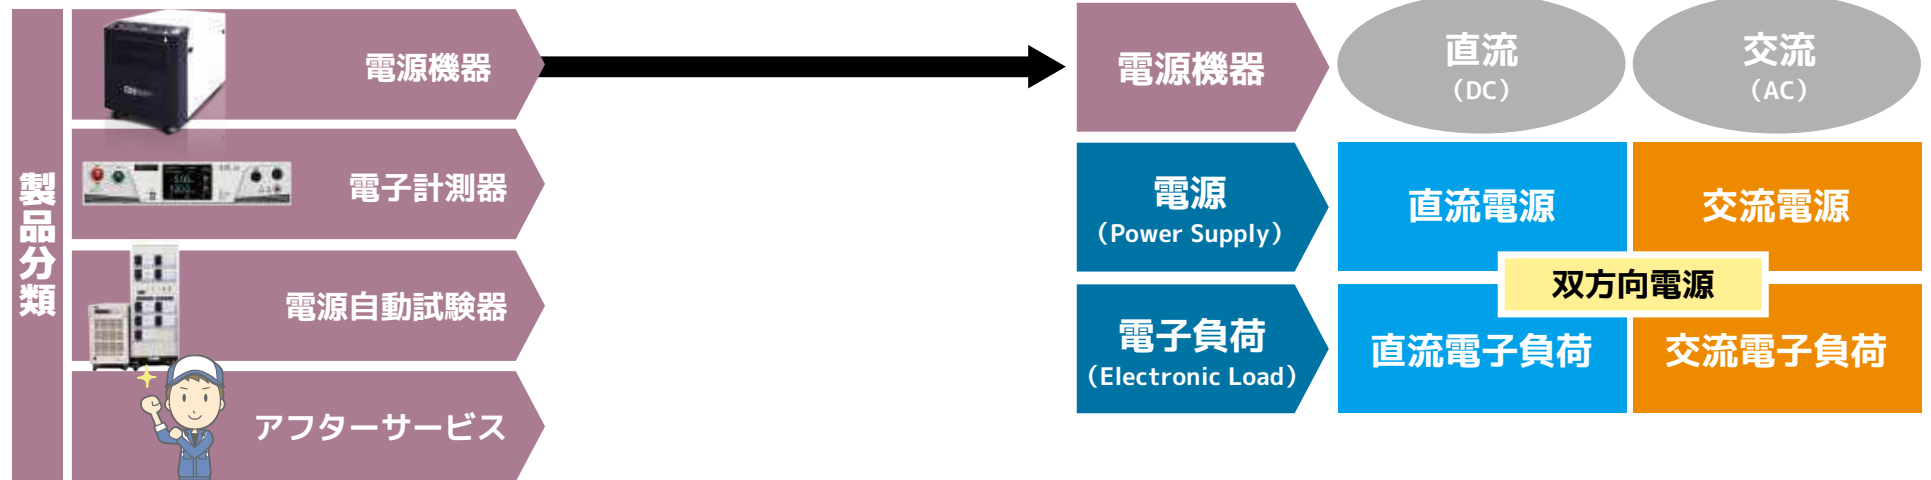 製品分類
電源機器
電子計測器
電源自動試験器
アフターサービス
電源機器
直流
（DC）
交流
（AC）
電源
（Power Supply）
直流電源
交流電源
双方向電源
電子負荷
（Electronic Load）
直流電子負荷
交流電子負荷